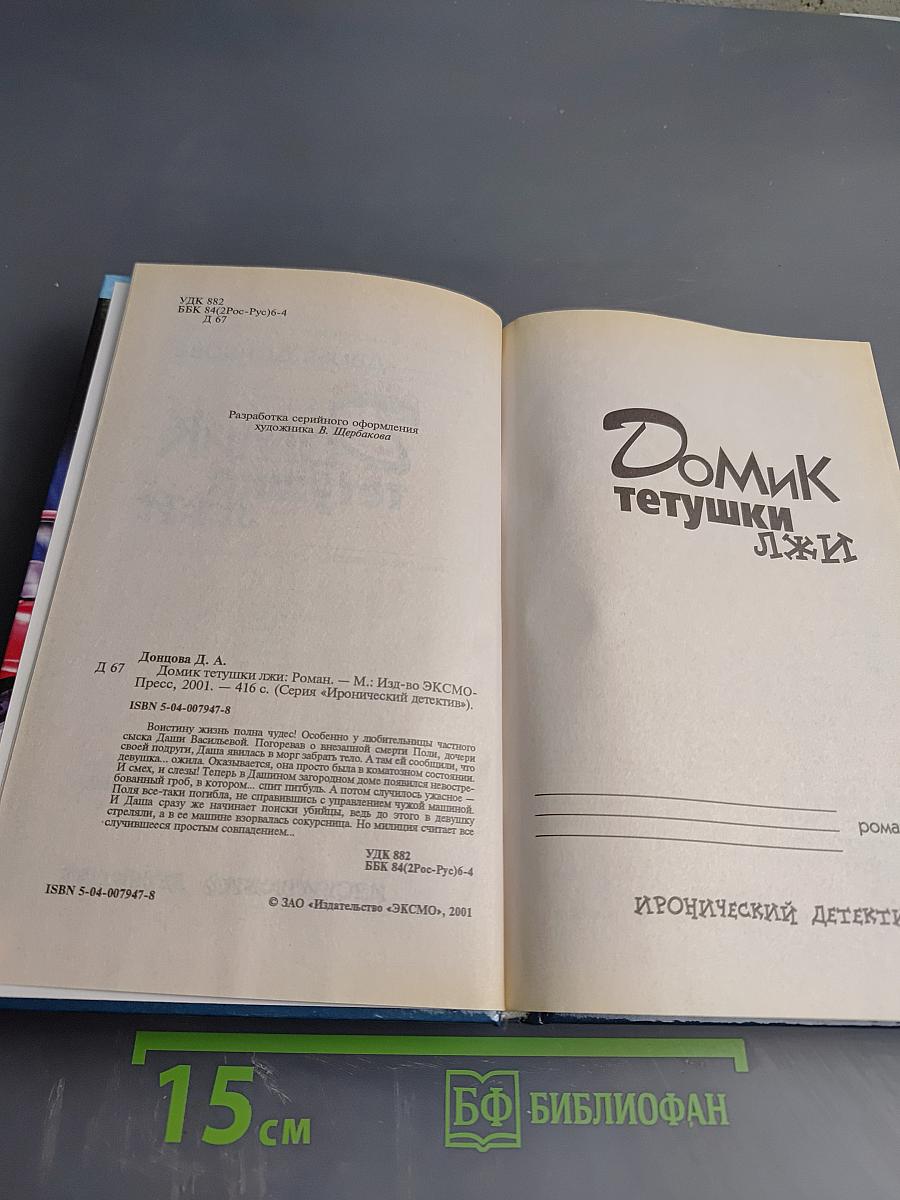 УДК 882
ББК 84(2Рос-Рус)6-4
Д 67
Разработка серийного оформления
художника В. Щербакова
Донцова Д. А.
Д 67 Домик тетушки лжи: Роман. — М.: Изд-во ЭКСМО-
Пресс, 2001. — 416 с. (Серия «Иронический детектив»).
ISBN 5-04-007947-8
Воистину жизнь полна чудес! Особенно у любительницы частного
сыска Даши Васильевой. Погоревав о внезапной смерти Поли, дочери
своей подруги, Даша явилась в морг забрать тело. А там ей сообщили, что
девушка... ожила. Оказывается, она просто была в коматозном состоянии.
И смех, и слезы! Теперь в Дашином загородном доме появился невостре-
бованный гроб, в котором... спит питбуль. А потом случилось ужасное —
Поля все-таки погибла, не справившись с управлением чужой машиной.
И Даша сразу же начинает поиски убийцы, ведь до этого в девушку
стреляли, а в ее машине взорвалась сокурсница. Но милиция считает все
случившееся простым совпадением...
УДК 882
ББК 84(2Рос-Рус)6-4
ISBN 5-04-007947-8
© ЗАО «Издательство «ЭКСМО», 2001
Домик
тетушки
лжи
рома
ИРОНИЧЕСКИЙ ДЕТЕКТИ
15 см
БФ БИБЛИОФАН